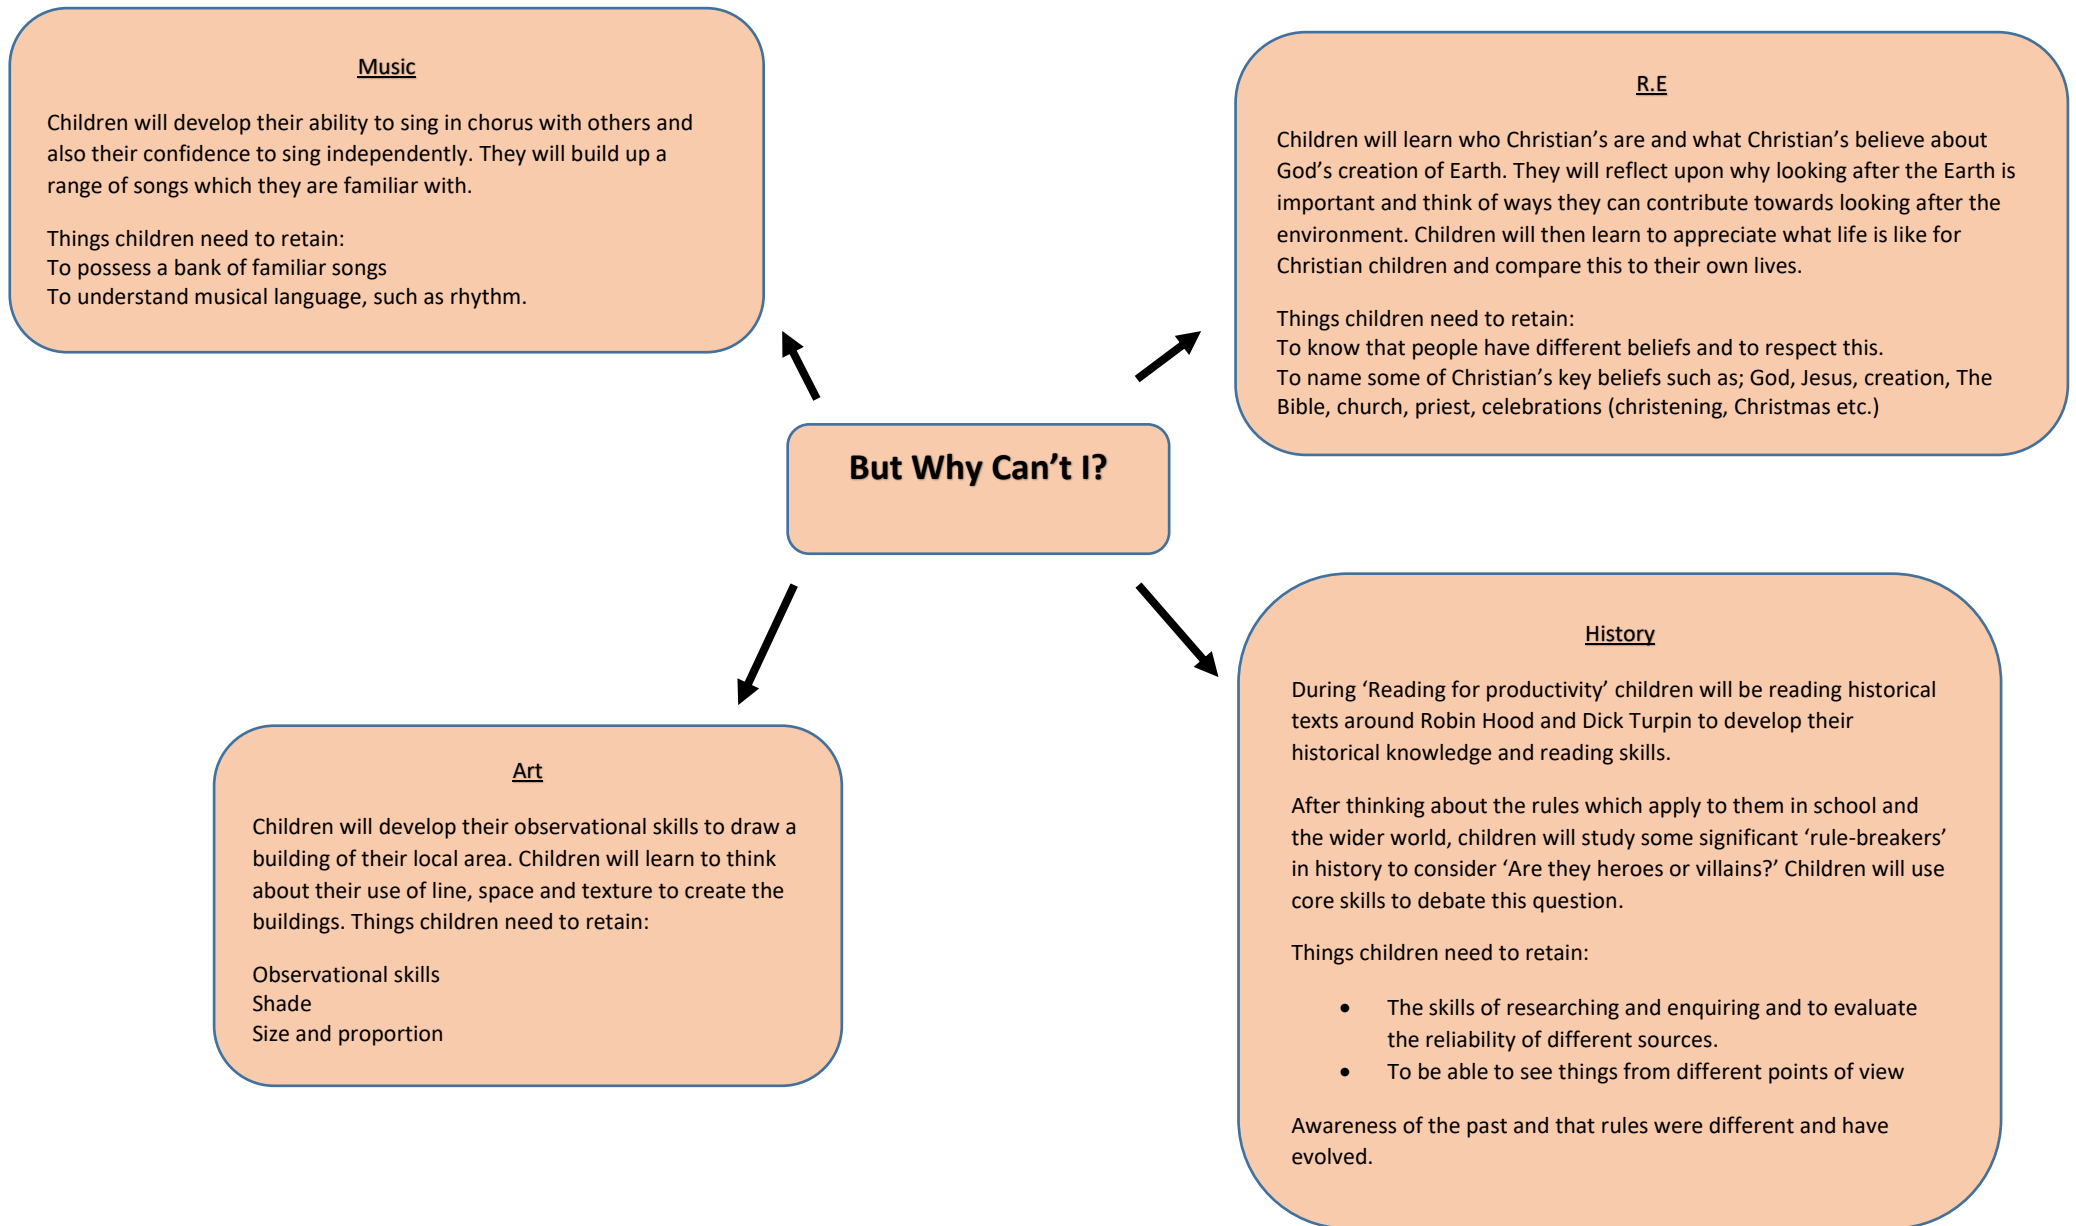 Music
Children will develop their ability to sing in chorus with others and
also their confidence to sing independently. They will build up a
range of songs which they are familiar with.
Things children need to retain:
To possess a bank of familiar songs
To understand musical language, such as rhythm.
R.E
Children will learn who Christian’s are and what Christian’s believe about
God’s creation of Earth. They will reflect upon why looking after the Earth is
important and think of ways they can contribute towards looking after the
environment. Children will then learn to appreciate what life is like for
Christian children and compare this to their own lives.
Things children need to retain:
To know that people have different beliefs and to respect this.
To name some of Christian’s key beliefs such as; God, Jesus, creation, The
Bible, church, priest, celebrations (christening, Christmas etc.)
But Why Can’t I?
Art
Children will develop their observational skills to draw a
building of their local area. Children will learn to think
about their use of line, space and texture to create the
buildings. Things children need to retain:
Observational skills
Shade
Size and proportion
History
During ‘Reading for productivity’ children will be reading historical
texts around Robin Hood and Dick Turpin to develop their
historical knowledge and reading skills.
After thinking about the rules which apply to them in school and
the wider world, children will study some significant ‘rule-breakers’
in history to consider ‘Are they heroes or villains?’ Children will use
core skills to debate this question.
Things children need to retain:
• The skills of researching and enquiring and to evaluate
the reliability of different sources.
• To be able to see things from different points of view
Awareness of the past and that rules were different and have
evolved.